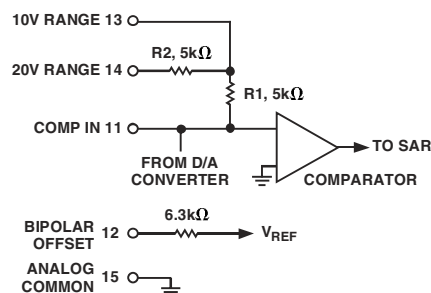 10V RANGE 13
R2, 5kΩ
20V RANGE 14
R1, 5kΩ
COMP IN 11
TO SAR
FROM D/A
CONVERTER
COMPARATOR
6.3kΩ
BIPOLAR
OFFSET 12
VREF
ANALOG
COMMON 15